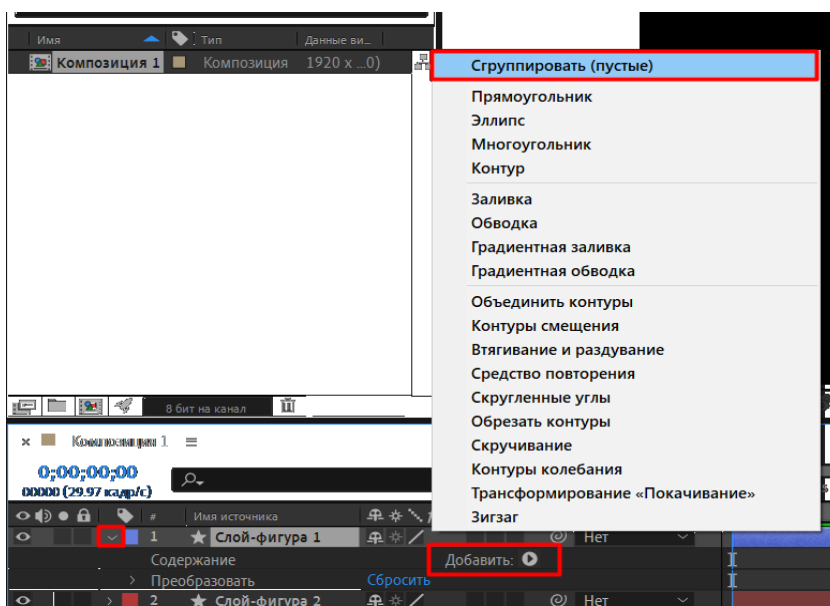 Имя Тип Данные ви...
Композиция 1 Композиция 1920 x ...0)
Сгруппировать (пустые)
Прямоугольник
Эллипс
Многоугольник
Контур
Заливка
Обводка
Градиентная заливка
Градиентная обводка
Объединить контуры
Контуры смещения
Втягивание и раздувание
Средство повторения
Скругленные углы
Обрезать контуры
Скручивание
Контуры колебания
Трансформирование «Покачивание»
Зигзаг
8 бит на канал
Композиция 1
0;00;00;00
00000 (29.97 кадр/с)
# Имя источника
1 Слой-фигура 1 Нет
Содержание Добавить:
Преобразовать Сбросить
2 Слой-фигура 2 Нет